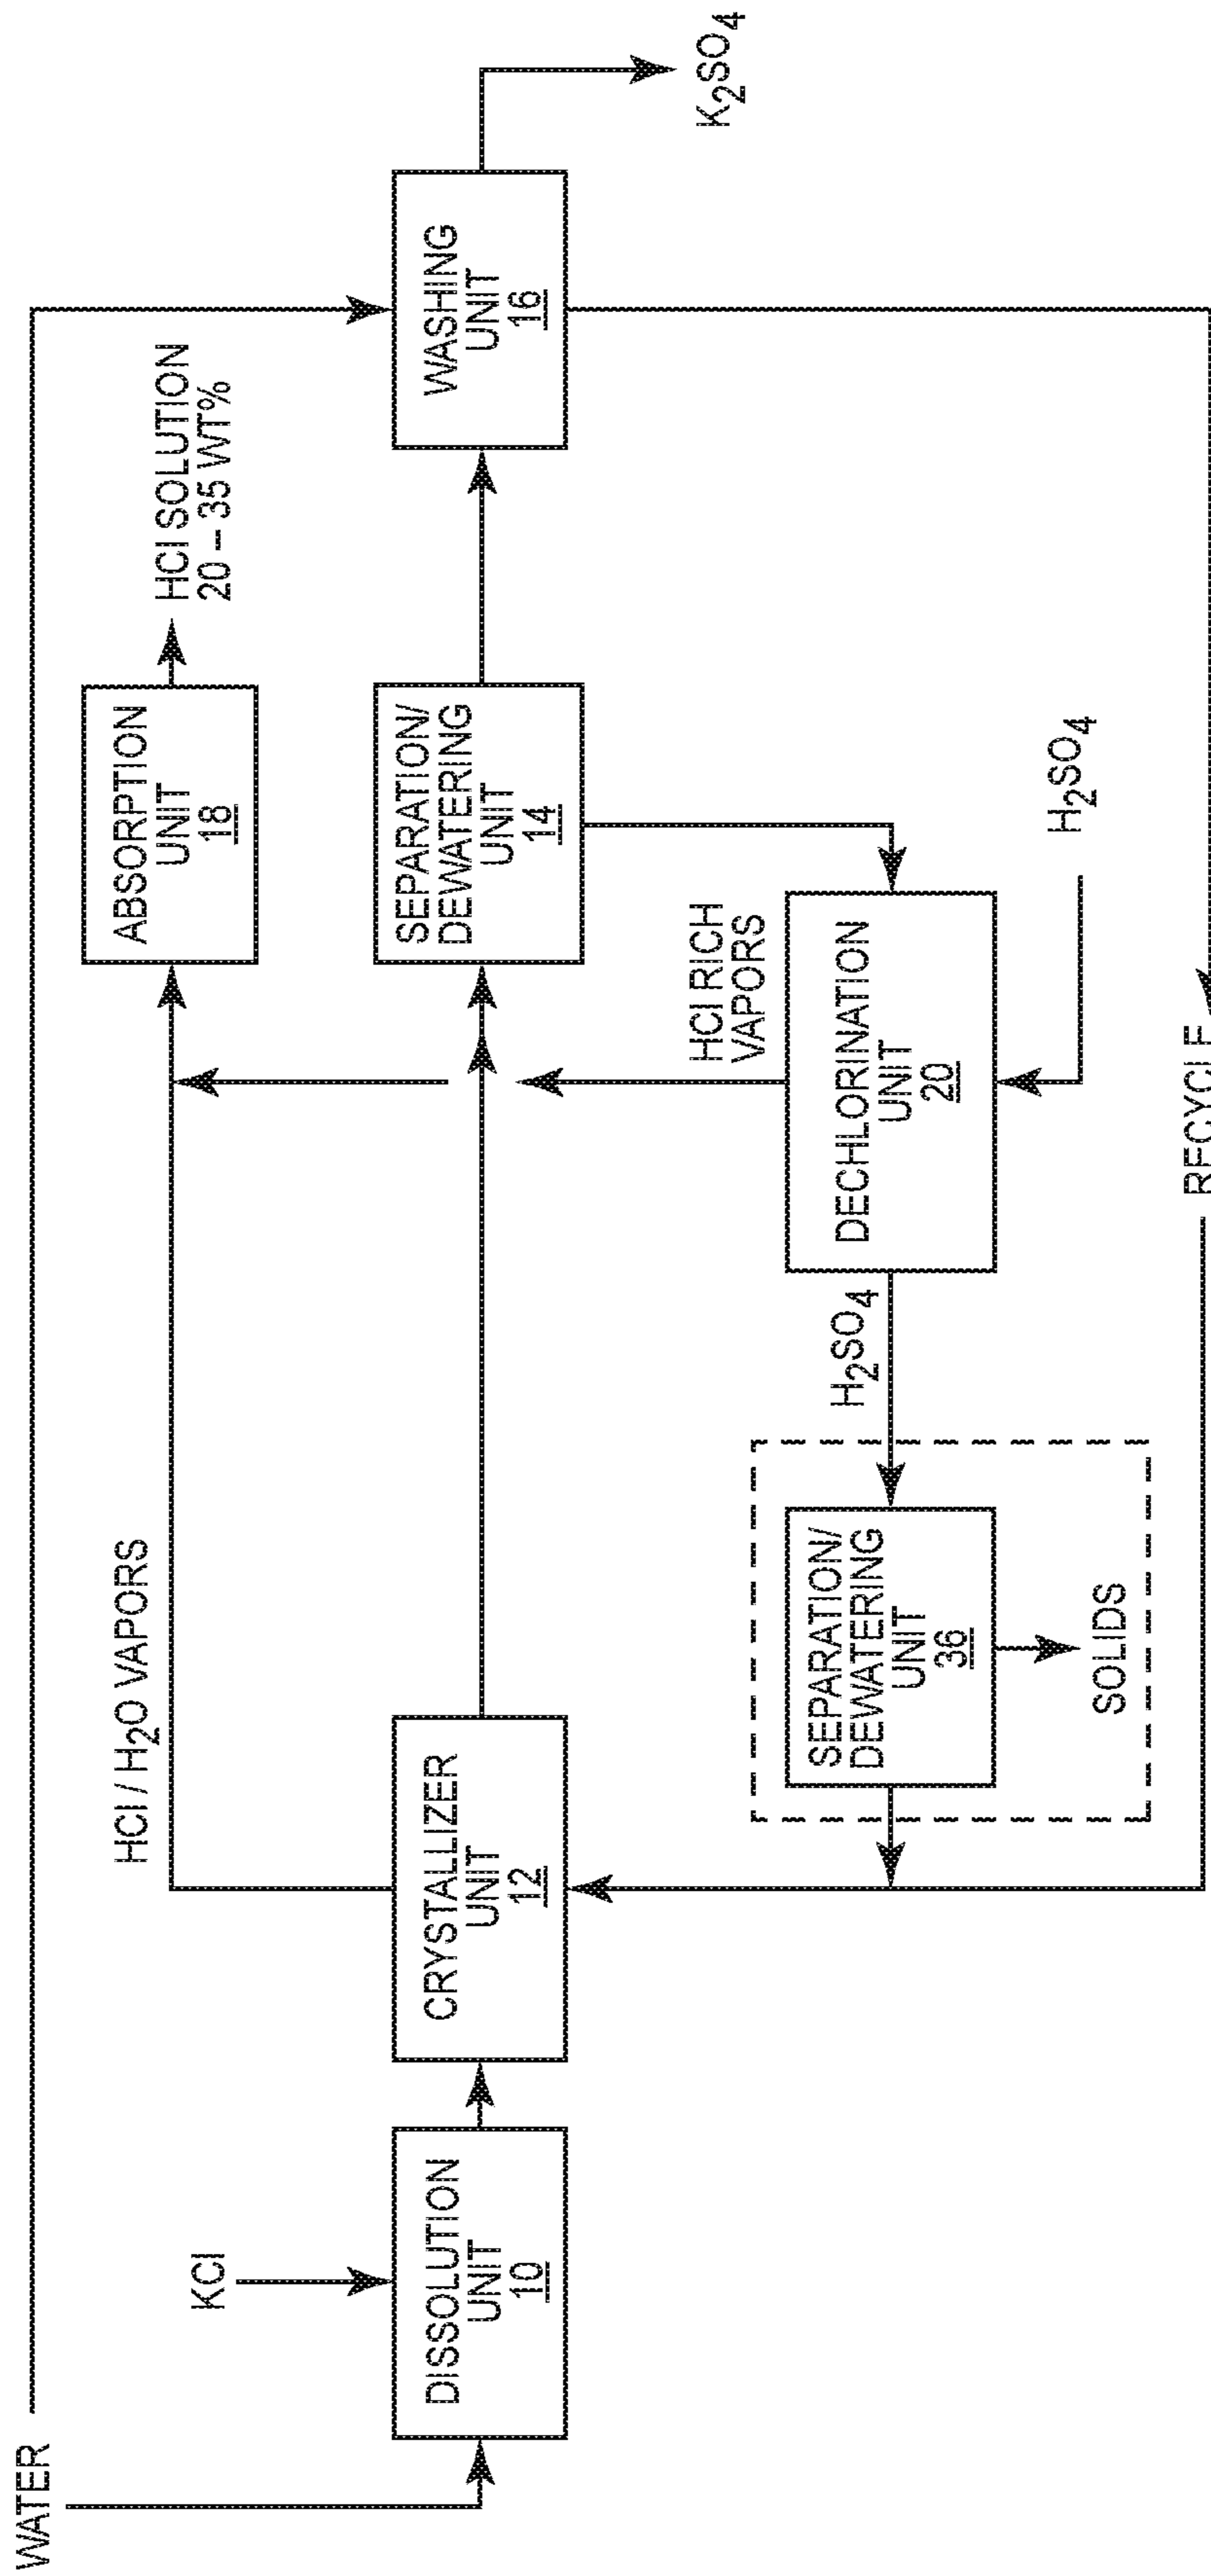 WATER
KCl
DISSOLUTION
UNIT
10
HCl / H2O VAPORS
CRYSTALLIZER
UNIT
12
ABSORPTION
UNIT
18
HCl SOLUTION
20 – 35 WT%
SEPARATION/
DEWATERING
UNIT
14
WASHING
UNIT
16
K2SO4
HCl RICH
VAPORS
DECHLORINATION
UNIT
20
H2SO4
H2SO4
SEPARATION/
DEWATERING
UNIT
36
SOLIDS
RECYCLE